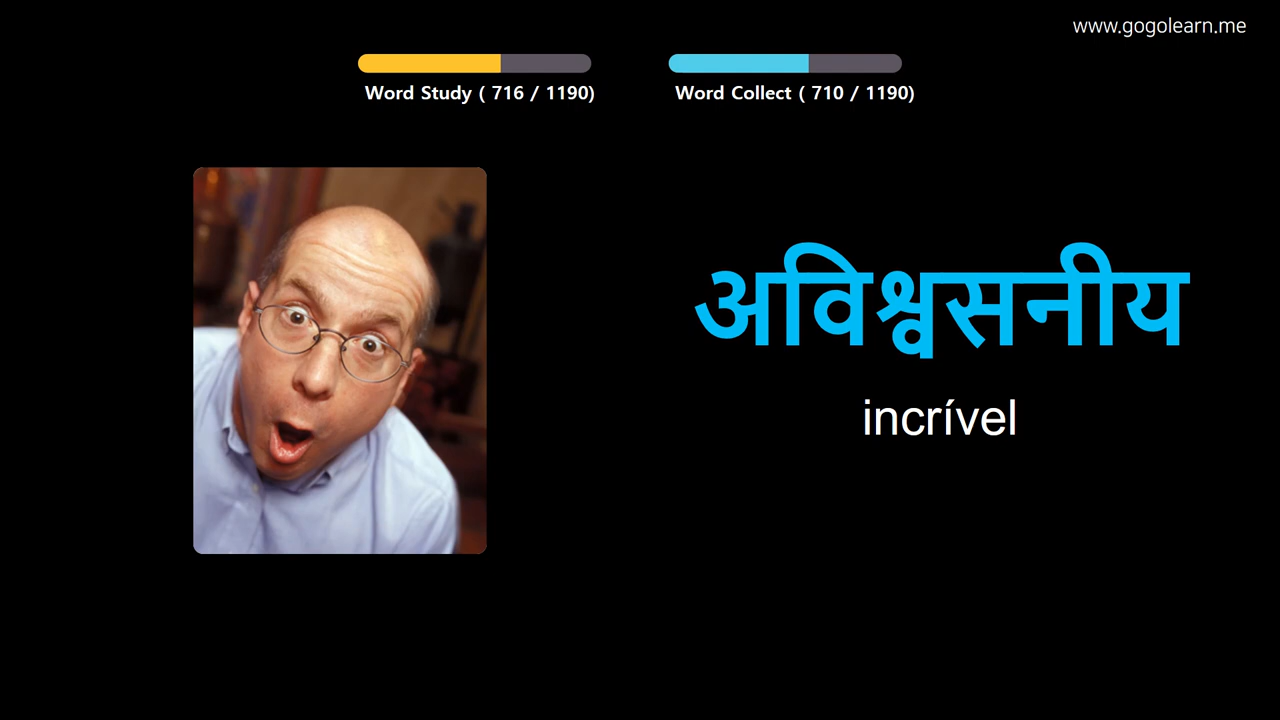 www.gogolearn.me
Word Study ( 716 / 1190)
Word Collect ( 710 / 1190)
अविश्वसनीय
incrível